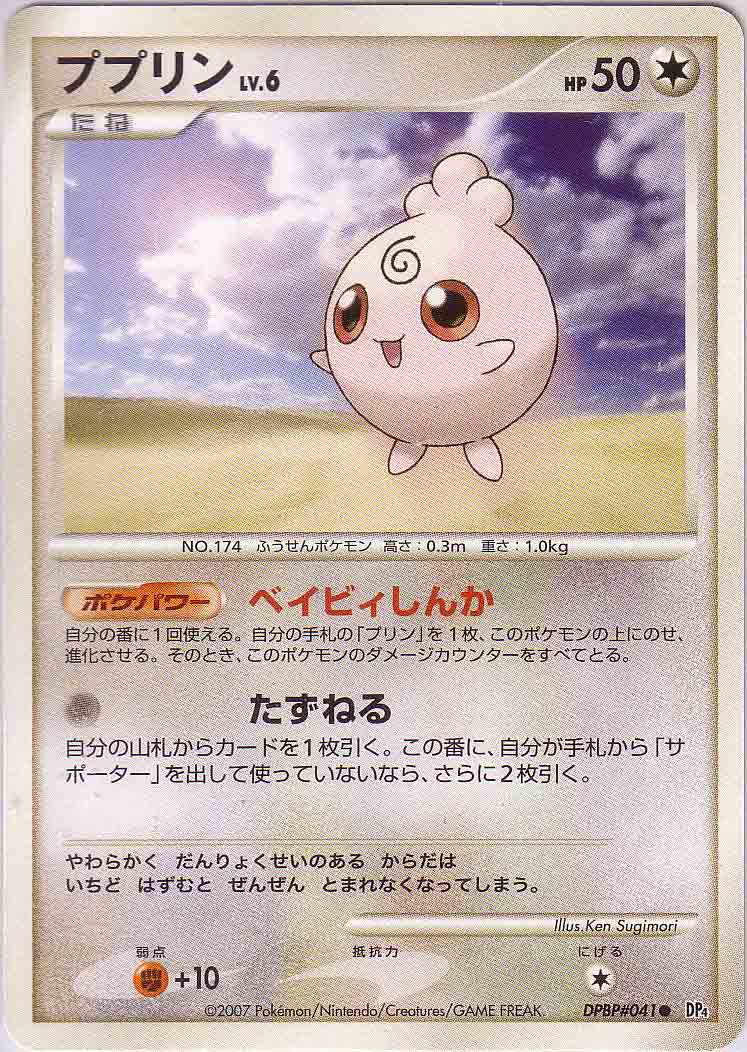 ププリン LV.6 HP 50
たね
NO.174 ふうせんポケモン 高さ:0.3m 重さ:1.0kg
ポケパワー ベイビィしんか
自分の番に1回使える。自分の手札の「プリン」を1枚、このポケモンの上にのせ、
進化させる。そのとき、このポケモンのダメージカウンターをすべてとる。
たずねる
自分の山札からカードを1枚引く。この番に、自分が手札から「サ
ポーター」を出して使っていないなら、さらに2枚引く。
やわらかく だんりょくせいのある からだは
いちど はずむと ぜんぜん とまれなくなってしまう。
Illus.Ken Sugimori
弱点 抵抗力 にげる
+10
©2007 Pokémon/Nintendo/Creatures/GAME FREAK. DPBP#041 DP4